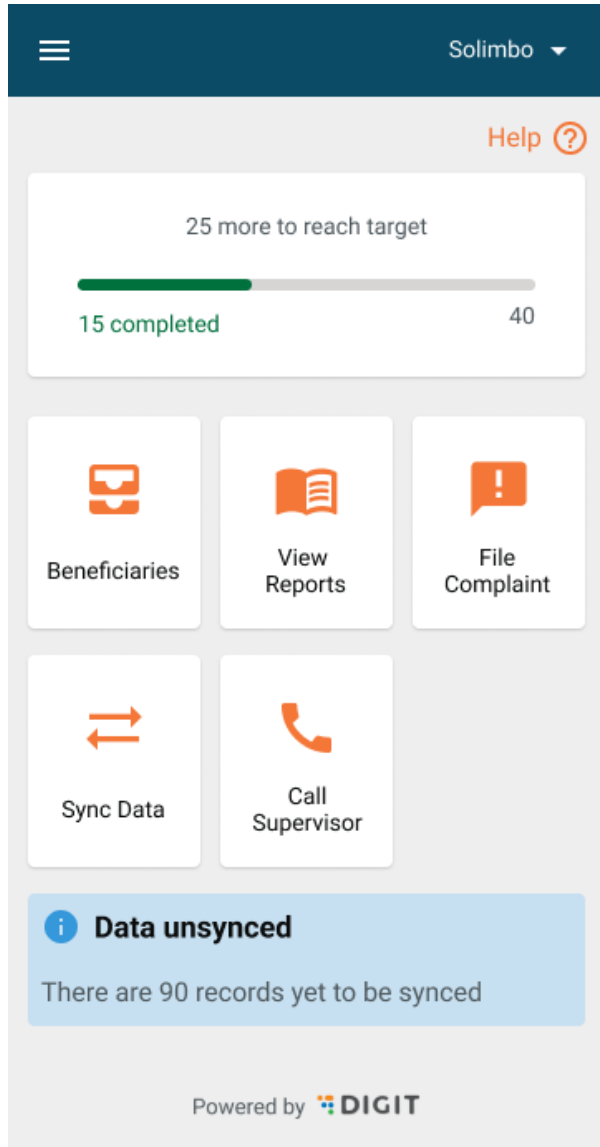 Solimbo
Help
25 more to reach target
15 completed
40
Beneficiaries
View
Reports
File
Complaint
Sync Data
Call
Supervisor
Data unsynced
There are 90 records yet to be synced
Powered by DIGIT